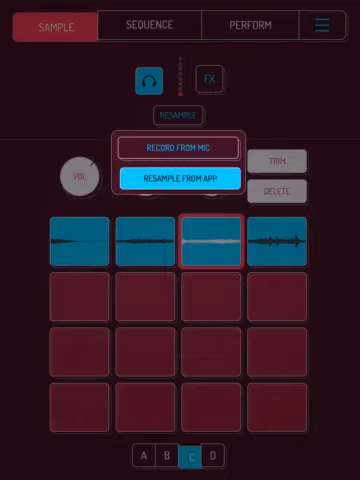 SAMPLE
SEQUENCE
PERFORM
FX
RESAMPLE
RECORD FROM MIC
RESAMPLE FROM APP
VOL
TRIM
DELETE
A
B
C
D